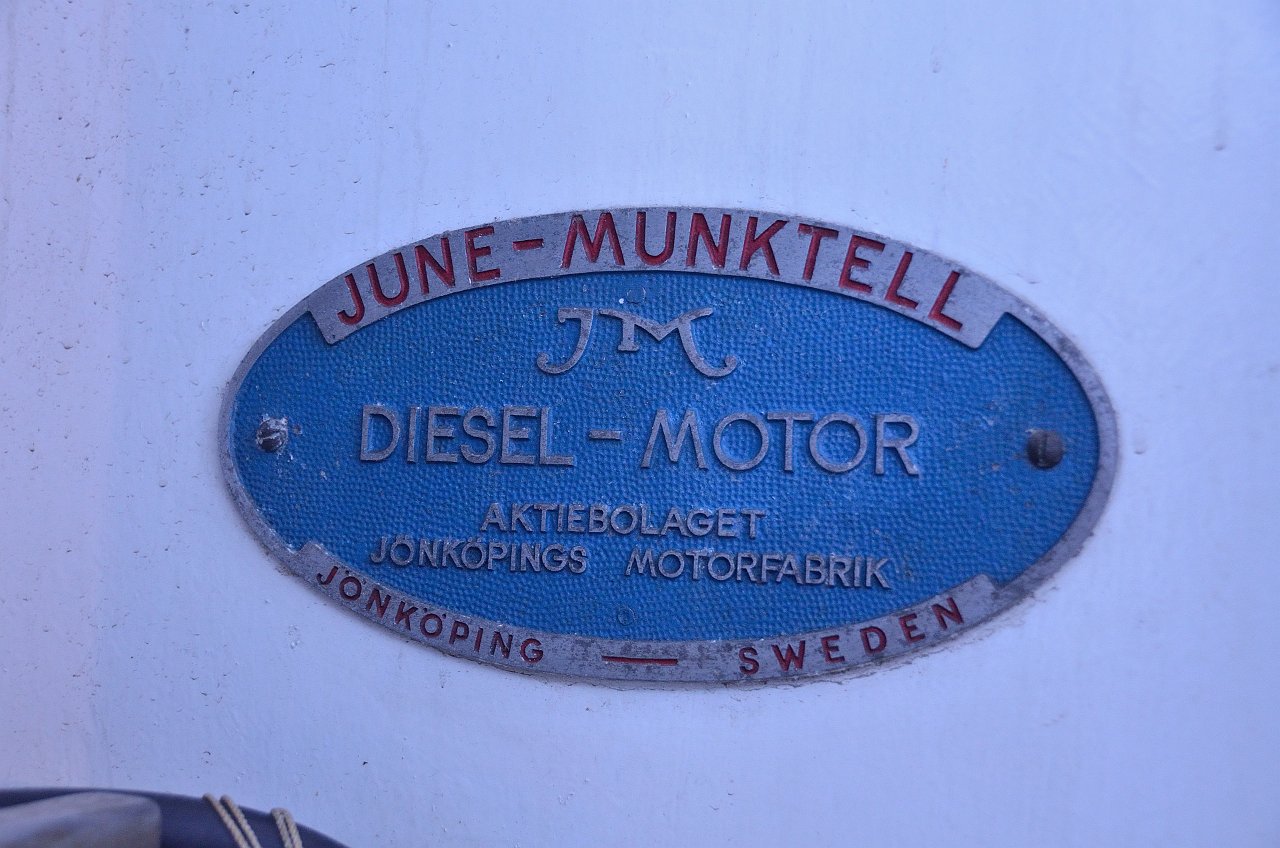 JUNE-MUNKTELL
JM
DIESEL-MOTOR
AKTIEBOLAGET
JÖNKÖPINGS MOTORFABRIK
JÖNKÖPING — SWEDEN